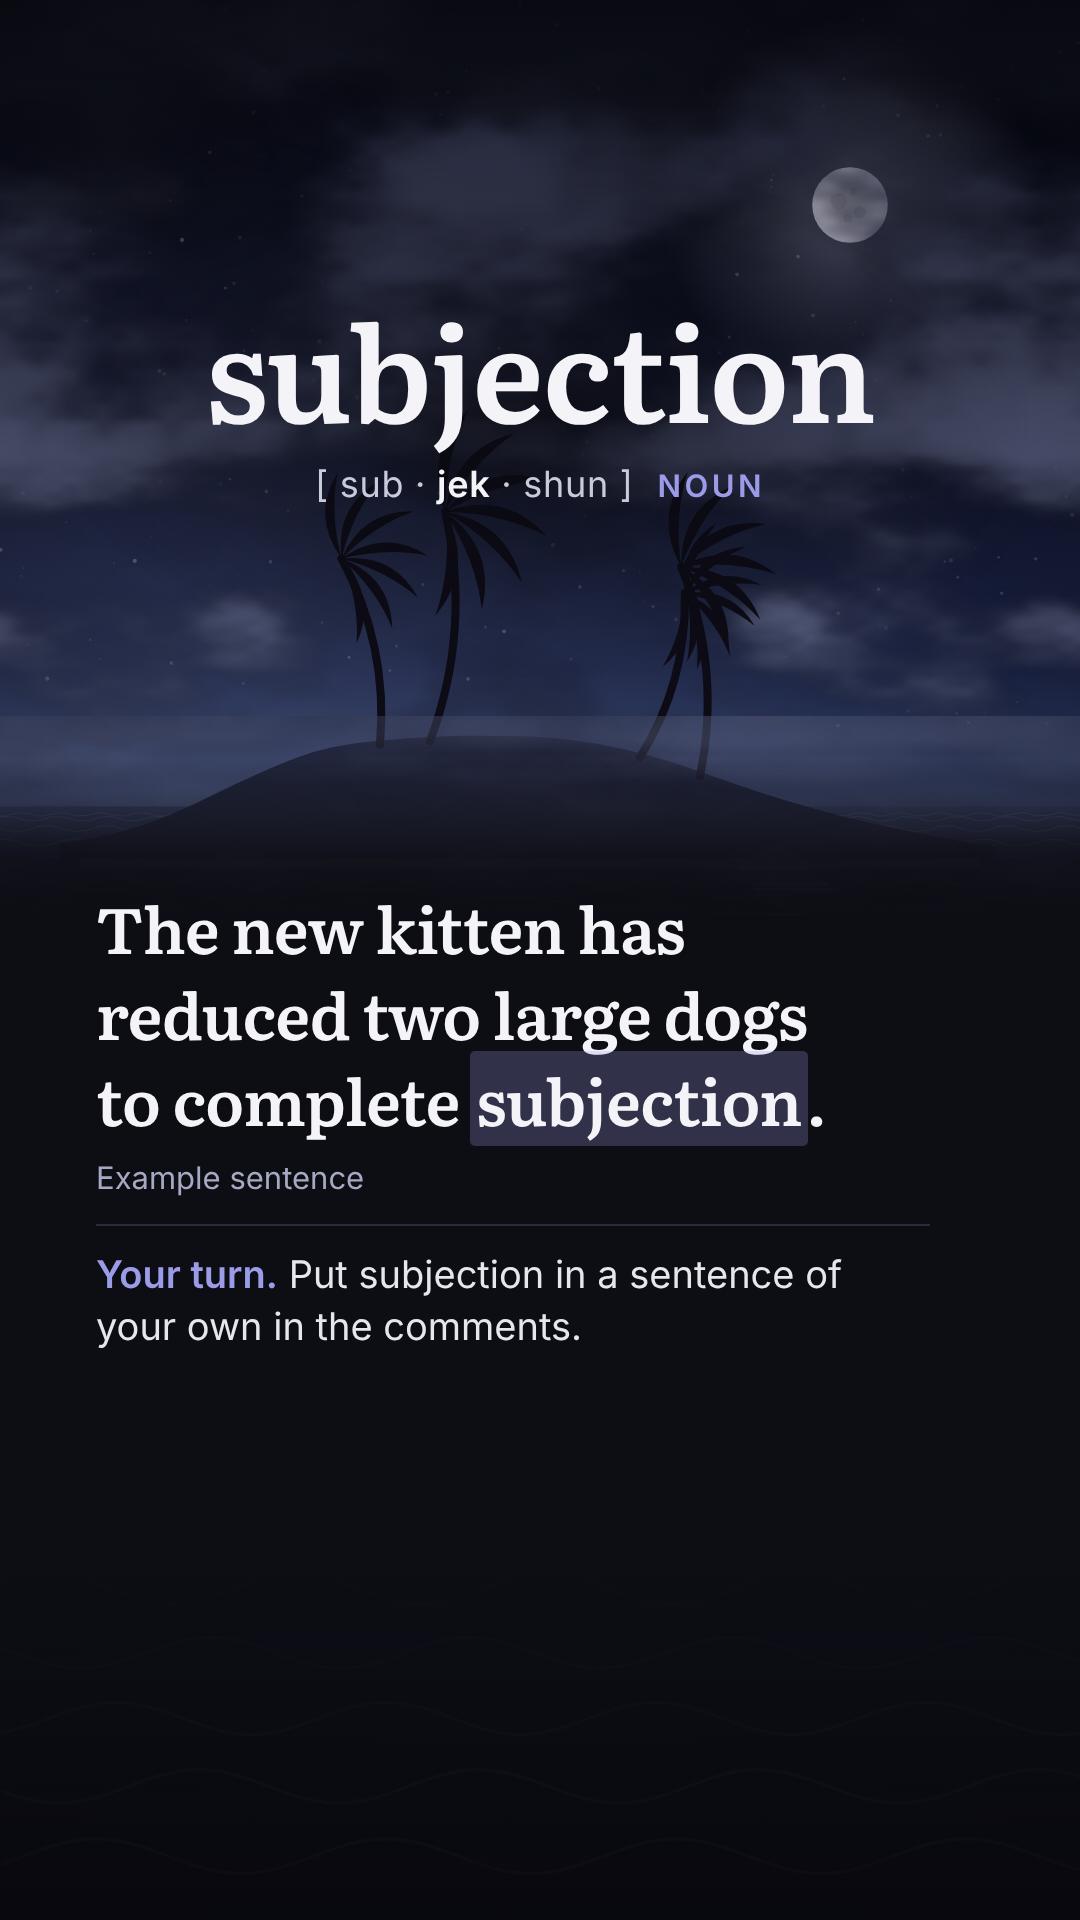 subjection
[ sub · jek · shun ] NOUN
The new kitten has
reduced two large dogs
to complete subjection.
Example sentence
Your turn. Put subjection in a sentence of
your own in the comments.